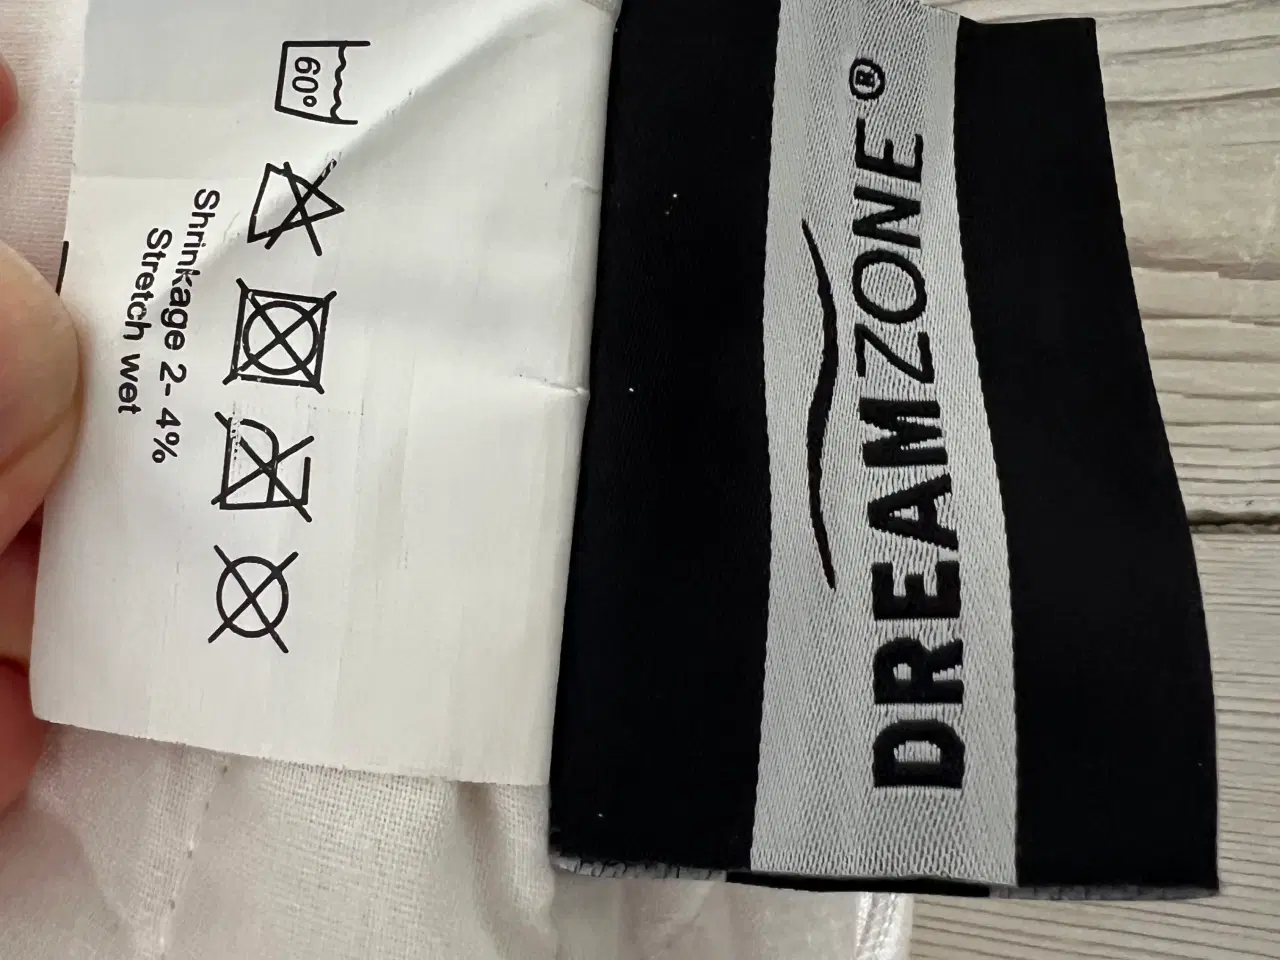 60°
Shrinkage 2- 4%
Stretch wet
DREAMZONE®